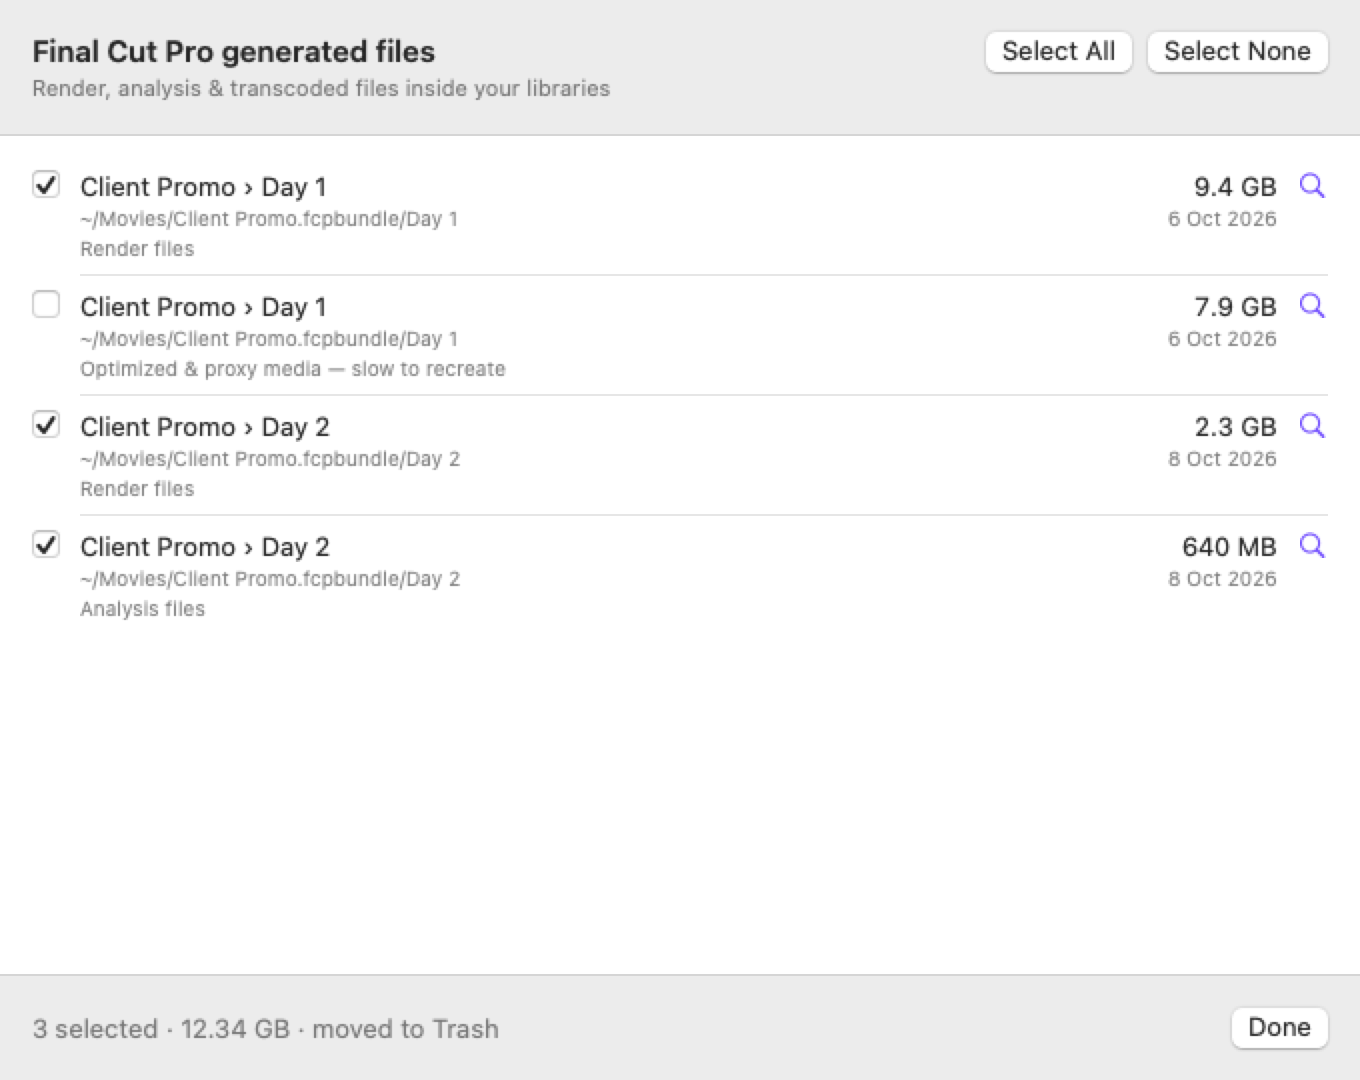 Final Cut Pro generated files
Render, analysis & transcoded files inside your libraries
Select All
Select None
Client Promo › Day 1
9.4 GB
~/Movies/Client Promo.fcpbundle/Day 1
6 Oct 2026
Render files
Client Promo › Day 1
7.9 GB
~/Movies/Client Promo.fcpbundle/Day 1
6 Oct 2026
Optimized & proxy media — slow to recreate
Client Promo › Day 2
2.3 GB
~/Movies/Client Promo.fcpbundle/Day 2
8 Oct 2026
Render files
Client Promo › Day 2
640 MB
~/Movies/Client Promo.fcpbundle/Day 2
8 Oct 2026
Analysis files
3 selected · 12.34 GB · moved to Trash
Done